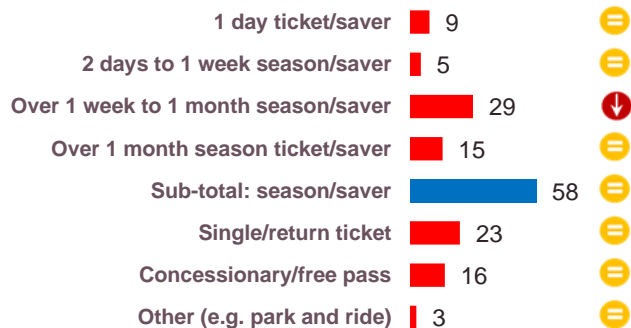 1 day ticket/saver 9
2 days to 1 week season/saver 5
Over 1 week to 1 month season/saver 29
Over 1 month season ticket/saver 15
Sub-total: season/saver 58
Single/return ticket 23
Concessionary/free pass 16
Other (e.g. park and ride) 3